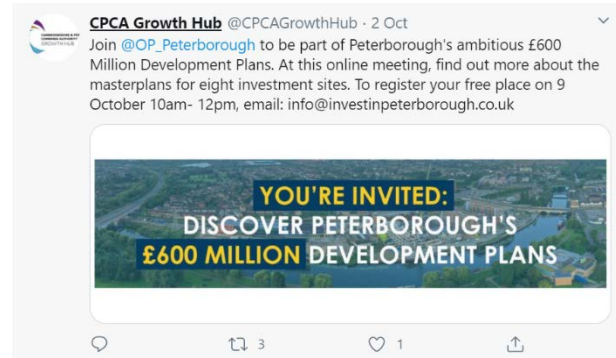 CPCA Growth Hub @CPCAGrowthHub · 2 Oct
Join @OP_Peterborough to be part of Peterborough's ambitious £600
Million Development Plans. At this online meeting, find out more about the
masterplans for eight investment sites. To register your free place on 9
October 10am- 12pm, email: info@investinpeterborough.co.uk
YOU'RE INVITED:
DISCOVER PETERBOROUGH'S
£600 MILLION DEVELOPMENT PLANS
3
1